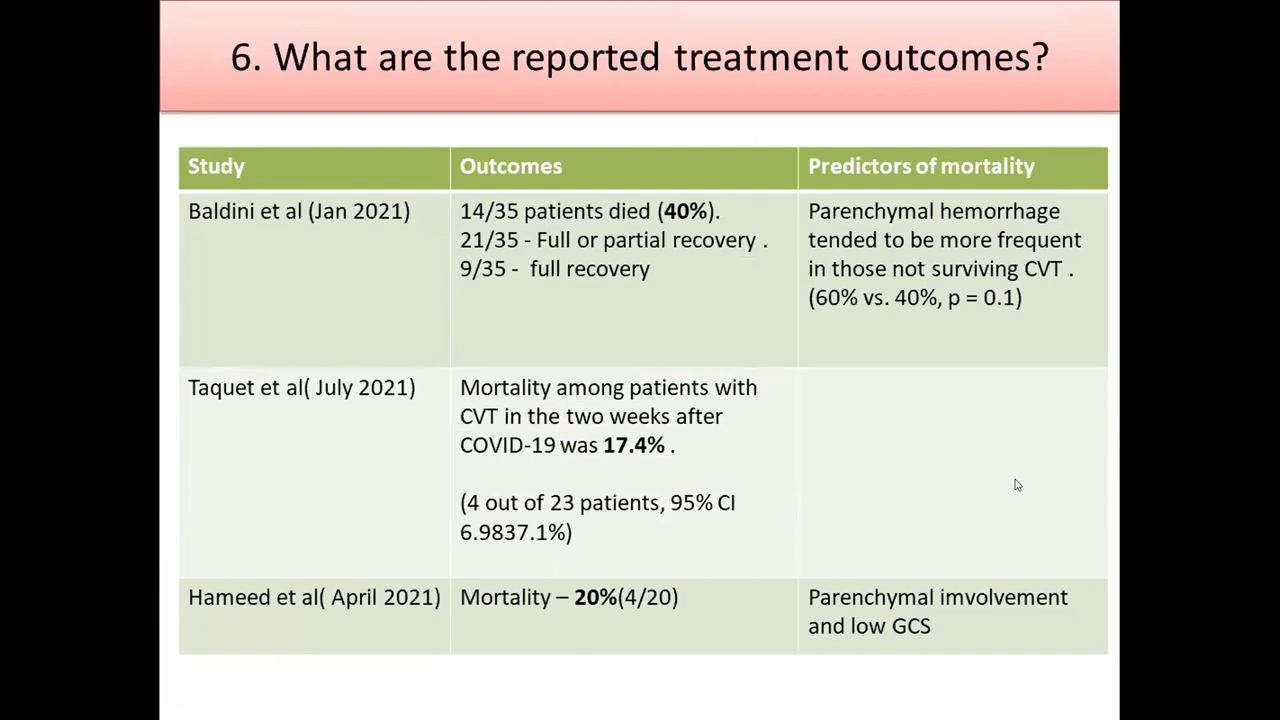 6. What are the reported treatment outcomes?
Study
Outcomes
Predictors of mortality
Baldini et al (Jan 2021)
14/35 patients died (40%).
21/35 - Full or partial recovery .
9/35 - full recovery
Parenchymal hemorrhage
tended to be more frequent
in those not surviving CVT .
(60% vs. 40%, p = 0.1)
Taquet et al( July 2021)
Mortality among patients with
CVT in the two weeks after
COVID-19 was 17.4% .
(4 out of 23 patients, 95% CI
6.9837.1%)
Hameed et al( April 2021)
Mortality – 20%(4/20)
Parenchymal imvolvement
and low GCS